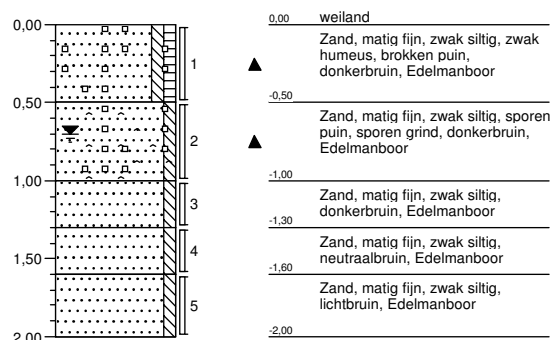 0,00
0,50
1,00
1,50
2,00
1
2
3
4
5
0,00 weiland
Zand, matig fijn, zwak siltig, zwak
humeus, brokken puin,
donkerbruin, Edelmanboor
-0,50
Zand, matig fijn, zwak siltig, sporen
puin, sporen grind, donkerbruin,
Edelmanboor
-1,00
Zand, matig fijn, zwak siltig,
donkerbruin, Edelmanboor
-1,30
Zand, matig fijn, zwak siltig,
neutraalbruin, Edelmanboor
-1,60
Zand, matig fijn, zwak siltig,
lichtbruin, Edelmanboor
-2,00